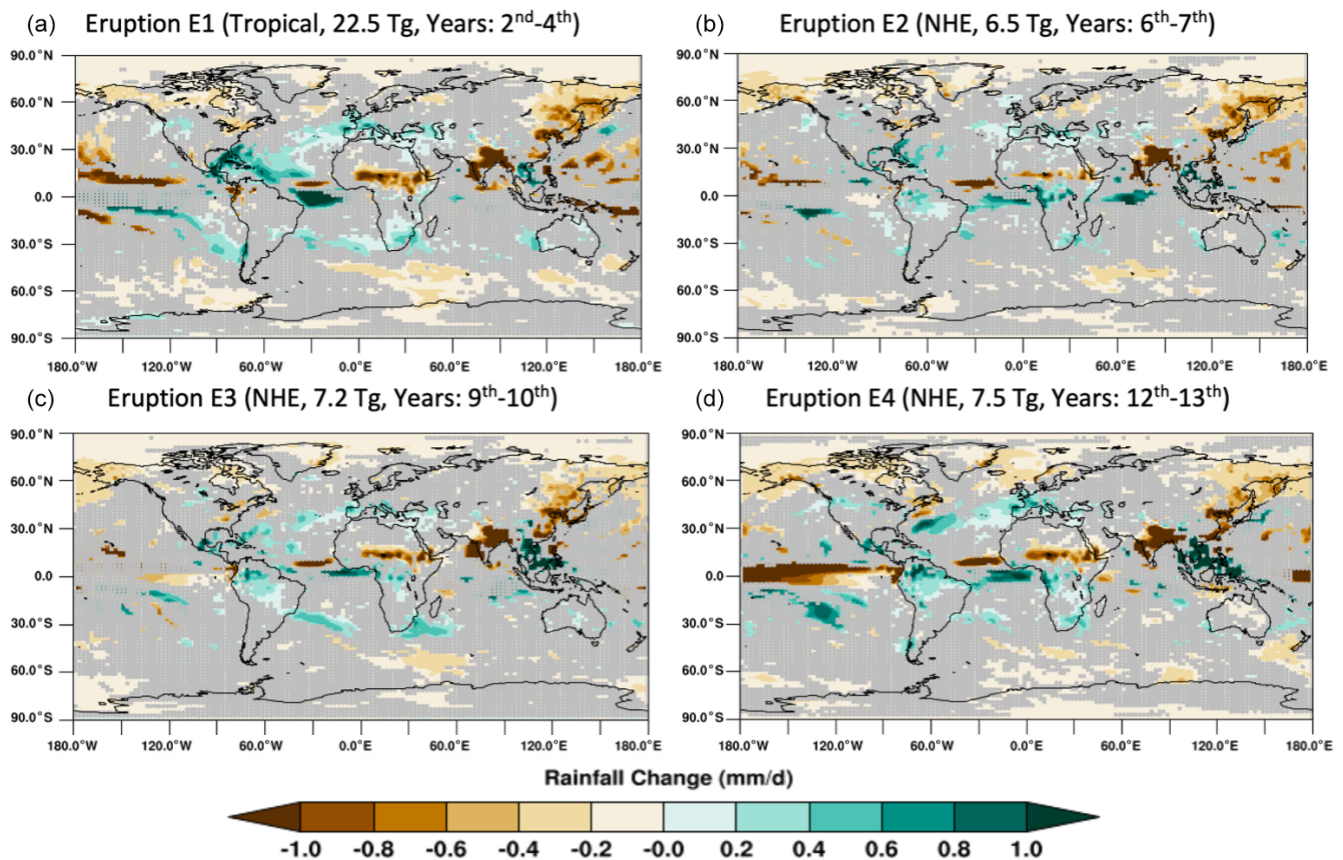 (a) Eruption E1 (Tropical, 22.5 Tg, Years: 2nd-4th)
90.0°N
60.0°N
30.0°N
0.0
30.0°S
60.0°S
90.0°S
180.0°W 120.0°W 60.0°W 0.0°E 60.0°E 120.0°E 180.0°E
(b) Eruption E2 (NHE, 6.5 Tg, Years: 6th-7th)
90.0°N
60.0°N
30.0°N
0.0
30.0°S
60.0°S
90.0°S
180.0°W 120.0°W 60.0°W 0.0°E 60.0°E 120.0°E 180.0°E
(c) Eruption E3 (NHE, 7.2 Tg, Years: 9th-10th)
90.0°N
60.0°N
30.0°N
0.0
30.0°S
60.0°S
90.0°S
180.0°W 120.0°W 60.0°W 0.0°E 60.0°E 120.0°E 180.0°E
(d) Eruption E4 (NHE, 7.5 Tg, Years: 12th-13th)
90.0°N
60.0°N
30.0°N
0.0
30.0°S
60.0°S
90.0°S
180.0°W 120.0°W 60.0°W 0.0°E 60.0°E 120.0°E 180.0°E
Rainfall Change (mm/d)
-1.0 -0.8 -0.6 -0.4 -0.2 -0.0 0.2 0.4 0.6 0.8 1.0